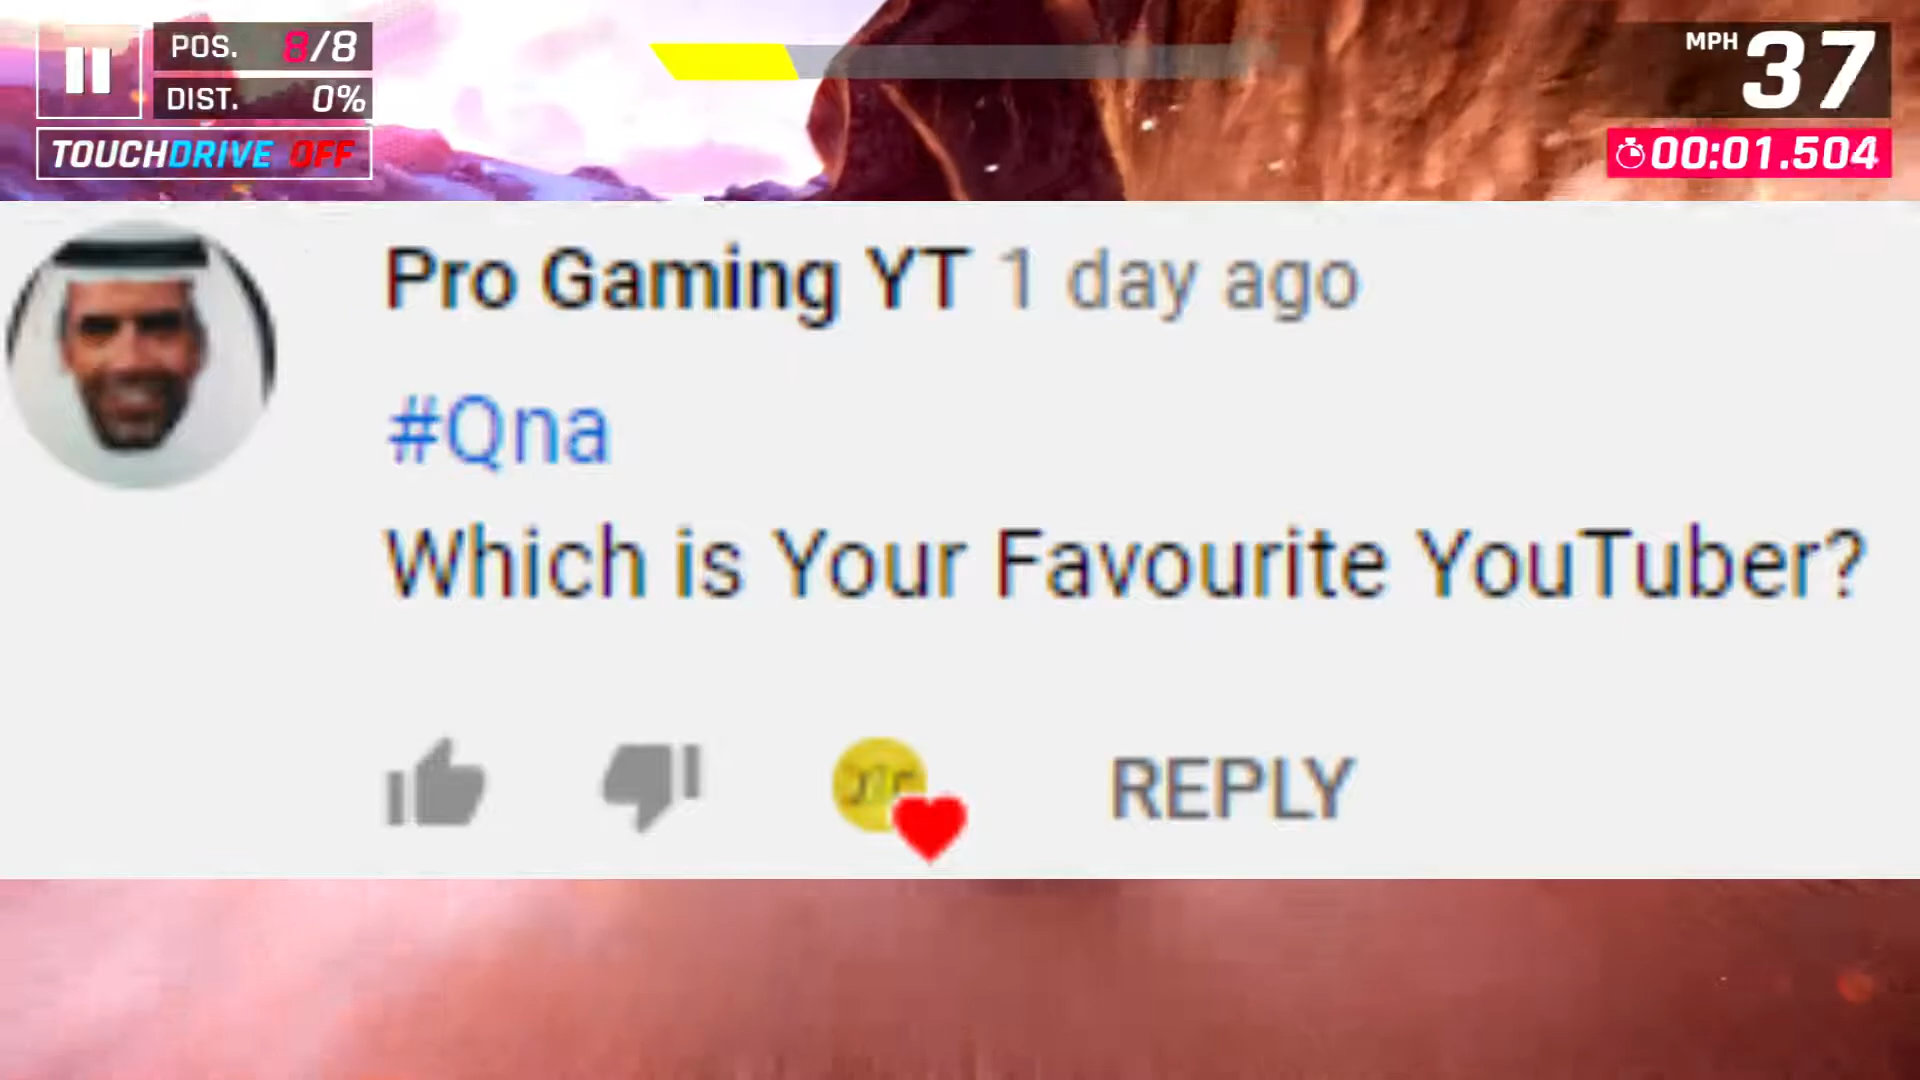 POS. 8/8
DIST. 0%
TOUCHDRIVE OFF
MPH 37
00:01.504
Pro Gaming YT 1 day ago
#Qna
Which is Your Favourite YouTuber?
REPLY